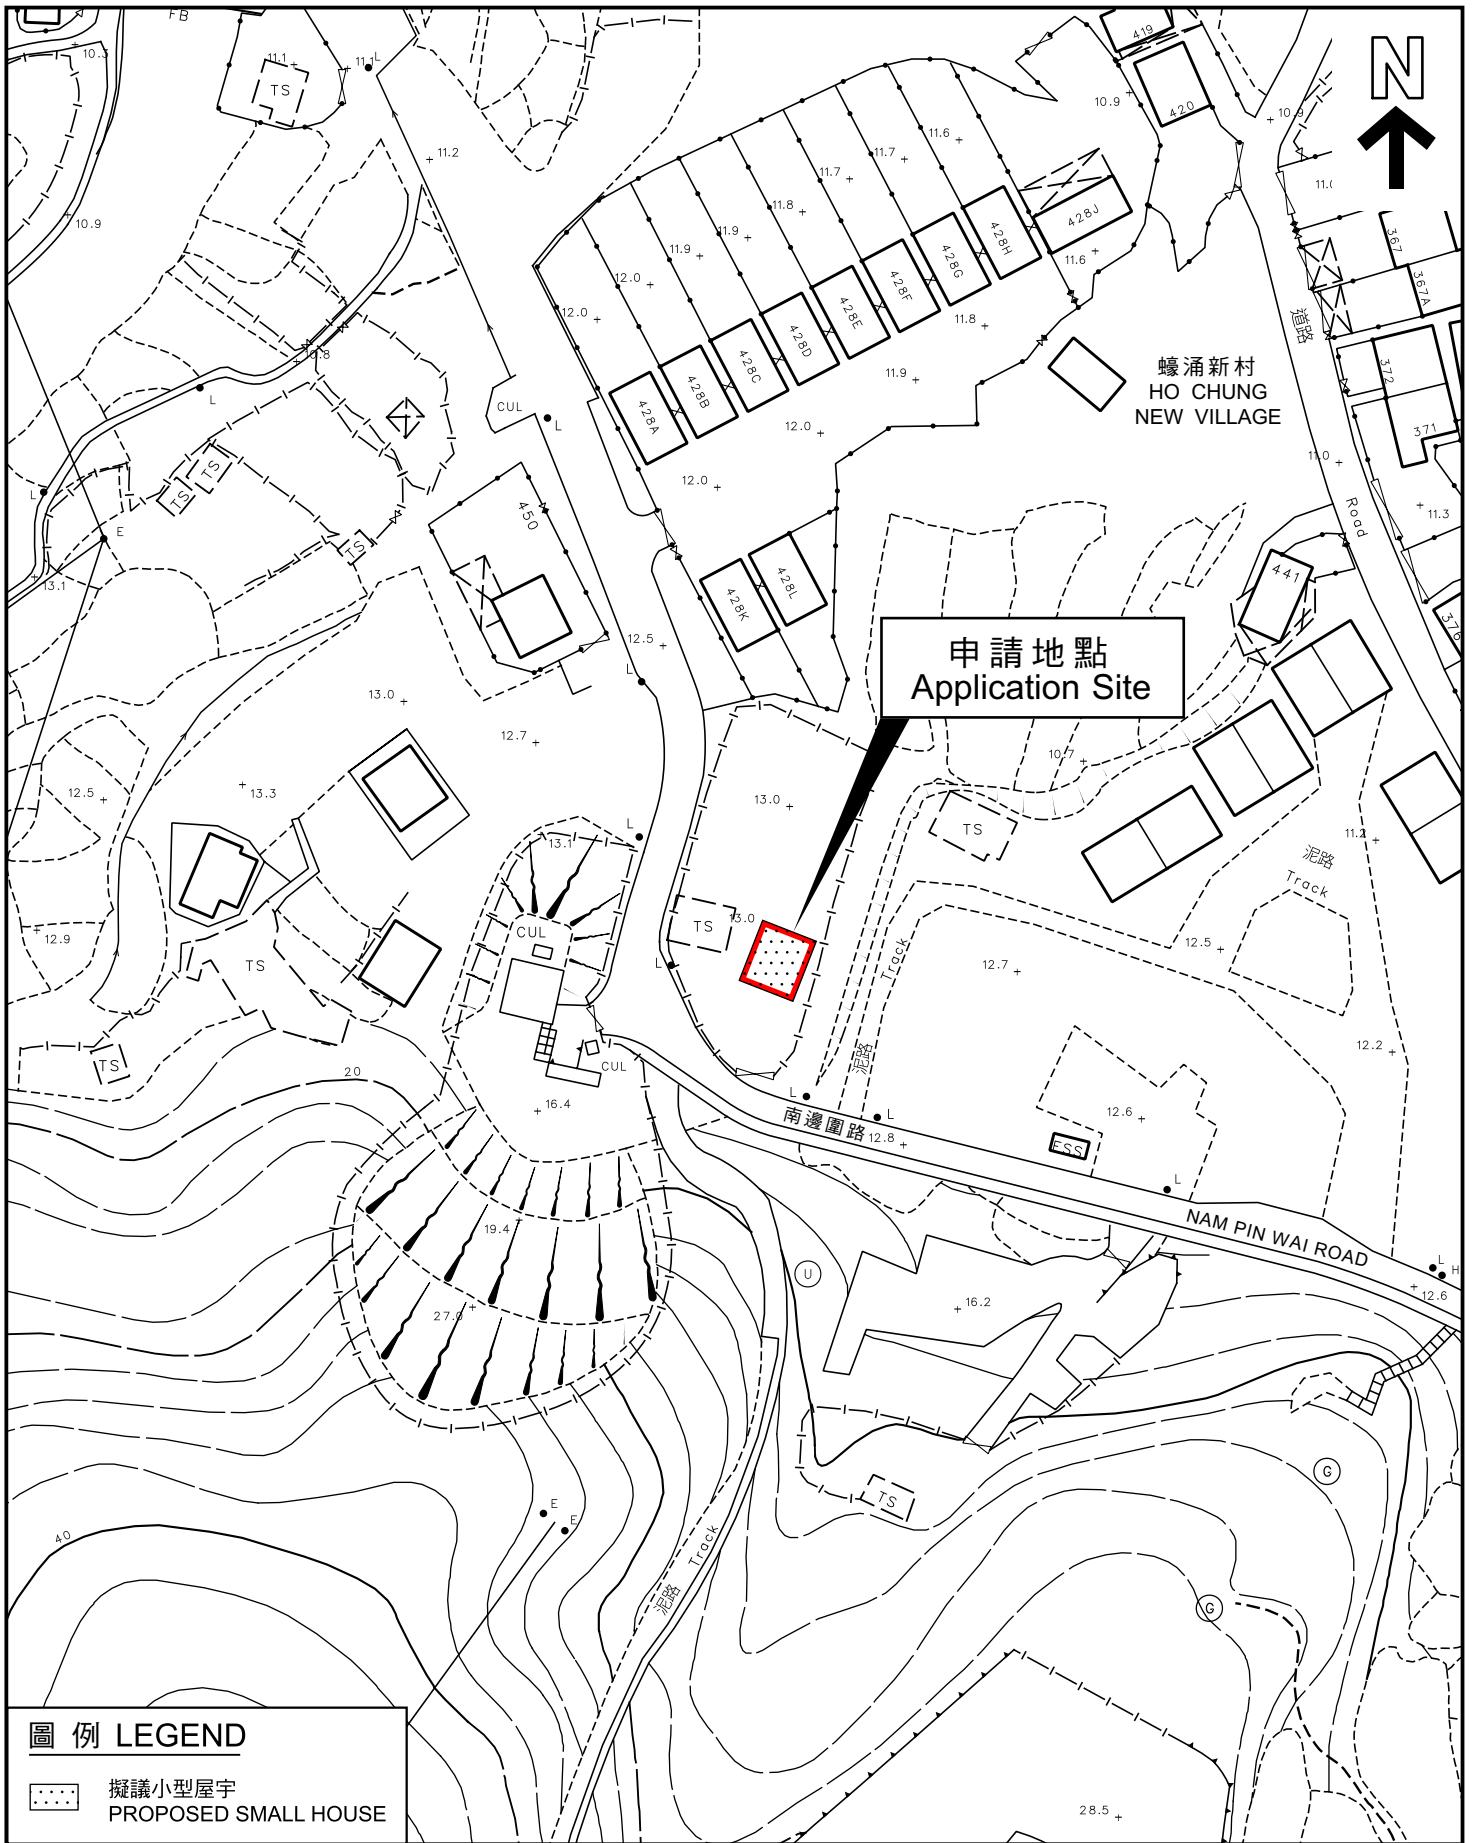 FB
10.3
11.1
11.1
L
TS
419
420
10.9
10.9
N
11.2
11.6
11.7
11.7
11.8
11.9
11.9
12.0
12.0
10.9
428J
428H
428G
428F
428E
428D
428C
428B
428A
11.6
11.8
11.9
12.0
12.0
367
367A
道路
372
371
蠔涌新村
HO CHUNG
NEW VILLAGE
10.8
L
CUL
L
TS
TS
TS
L
E
13.1
450
11.0
11.3
Road
441
376
428K
428L
12.5
L
申請地點
Application Site
13.0
12.7
10.7
12.5
13.3
13.0
TS
11.2
泥路
Track
L
13.1
12.9
TS
CUL
TS
13.0
L
Track
12.7
12.5
TS
20
CUL
泥路
12.2
16.4
L
L
南邊圍路
12.8
12.6
ESS
L
19.4
NAM PIN WAI ROAD
U
L
H
12.6
27.0
16.2
G
TS
E
E
40
Track
泥路
G
28.5
圖例 LEGEND
擬議小型屋宇
PROPOSED SMALL HOUSE